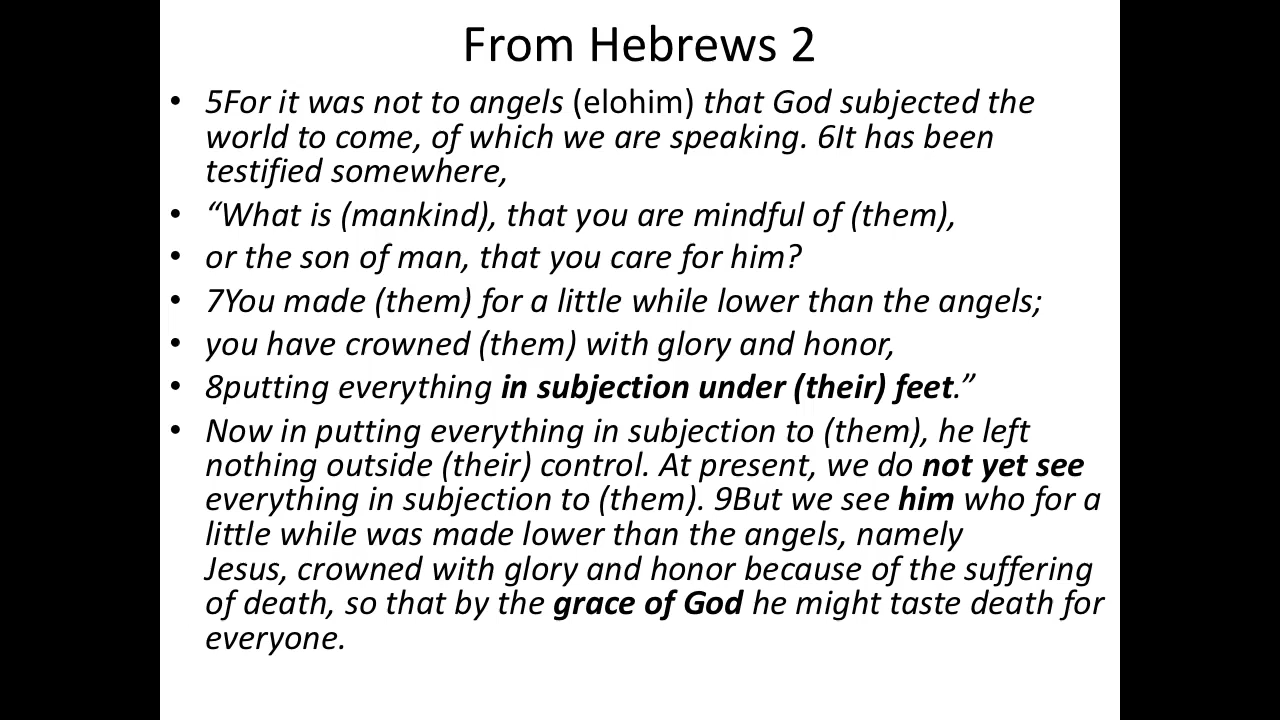 From Hebrews 2
• 5For it was not to angels (elohim) that God subjected the
world to come, of which we are speaking. 6It has been
testified somewhere,
• “What is (mankind), that you are mindful of (them),
• or the son of man, that you care for him?
• 7You made (them) for a little while lower than the angels;
• you have crowned (them) with glory and honor,
• 8putting everything in subjection under (their) feet.”
• Now in putting everything in subjection to (them), he left
nothing outside (their) control. At present, we do not yet see
everything in subjection to (them). 9But we see him who for a
little while was made lower than the angels, namely
Jesus, crowned with glory and honor because of the suffering
of death, so that by the grace of God he might taste death for
everyone.